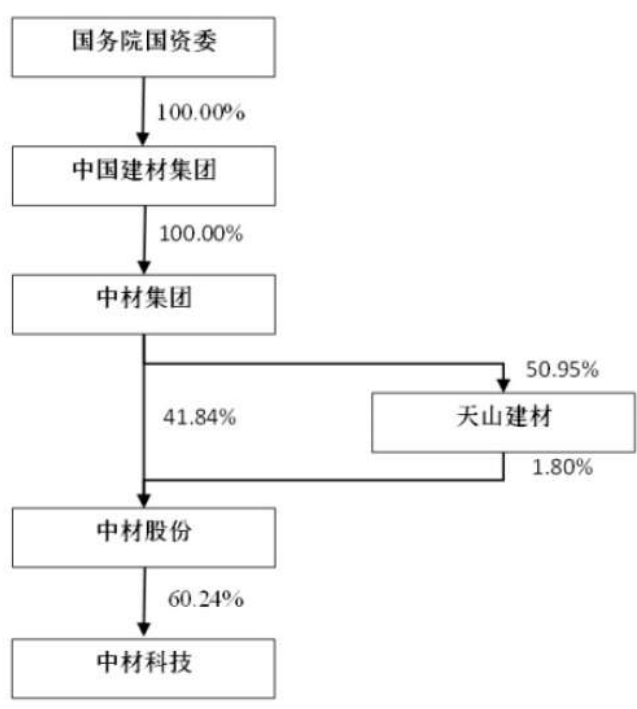 国务院国资委
100.00%
中国建材集团
100.00%
中材集团
50.95%
41.84%
天山建材
1.80%
中材股份
60.24%
中材科技